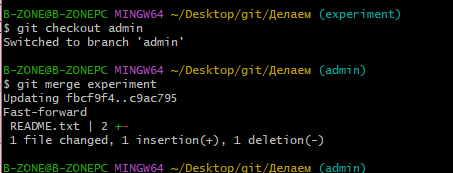 B-ZONE@B-ZONEPC MINGW64 ~/Desktop/git/Делаем (experiment)
$ git checkout admin
Switched to branch 'admin'
B-ZONE@B-ZONEPC MINGW64 ~/Desktop/git/Делаем (admin)
$ git merge experiment
Updating fbcf9f4..c9ac795
Fast-forward
README.txt | 2 +-
1 file changed, 1 insertion(+), 1 deletion(-)
B-ZONE@B-ZONEPC MINGW64 ~/Desktop/git/Делаем (admin)